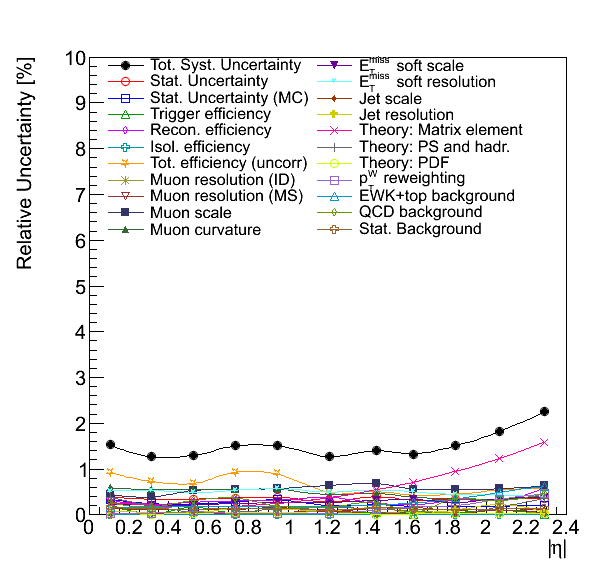 Relative Uncertainty [%]
10
9
8
7
6
5
4
3
2
1
0
Tot. Syst. Uncertainty
Stat. Uncertainty
Stat. Uncertainty (MC)
Trigger efficiency
Recon. efficiency
Isol. efficiency
Tot. efficiency (uncorr)
Muon resolution (ID)
Muon resolution (MS)
Muon scale
Muon curvature
E_T^miss soft scale
E_T^miss soft resolution
Jet scale
Jet resolution
Theory: Matrix element
Theory: PS and hadr.
Theory: PDF
p_T^W reweighting
EWK+top background
QCD background
Stat. Background
0 0.2 0.4 0.6 0.8 1 1.2 1.4 1.6 1.8 2 2.2 2.4
|η|